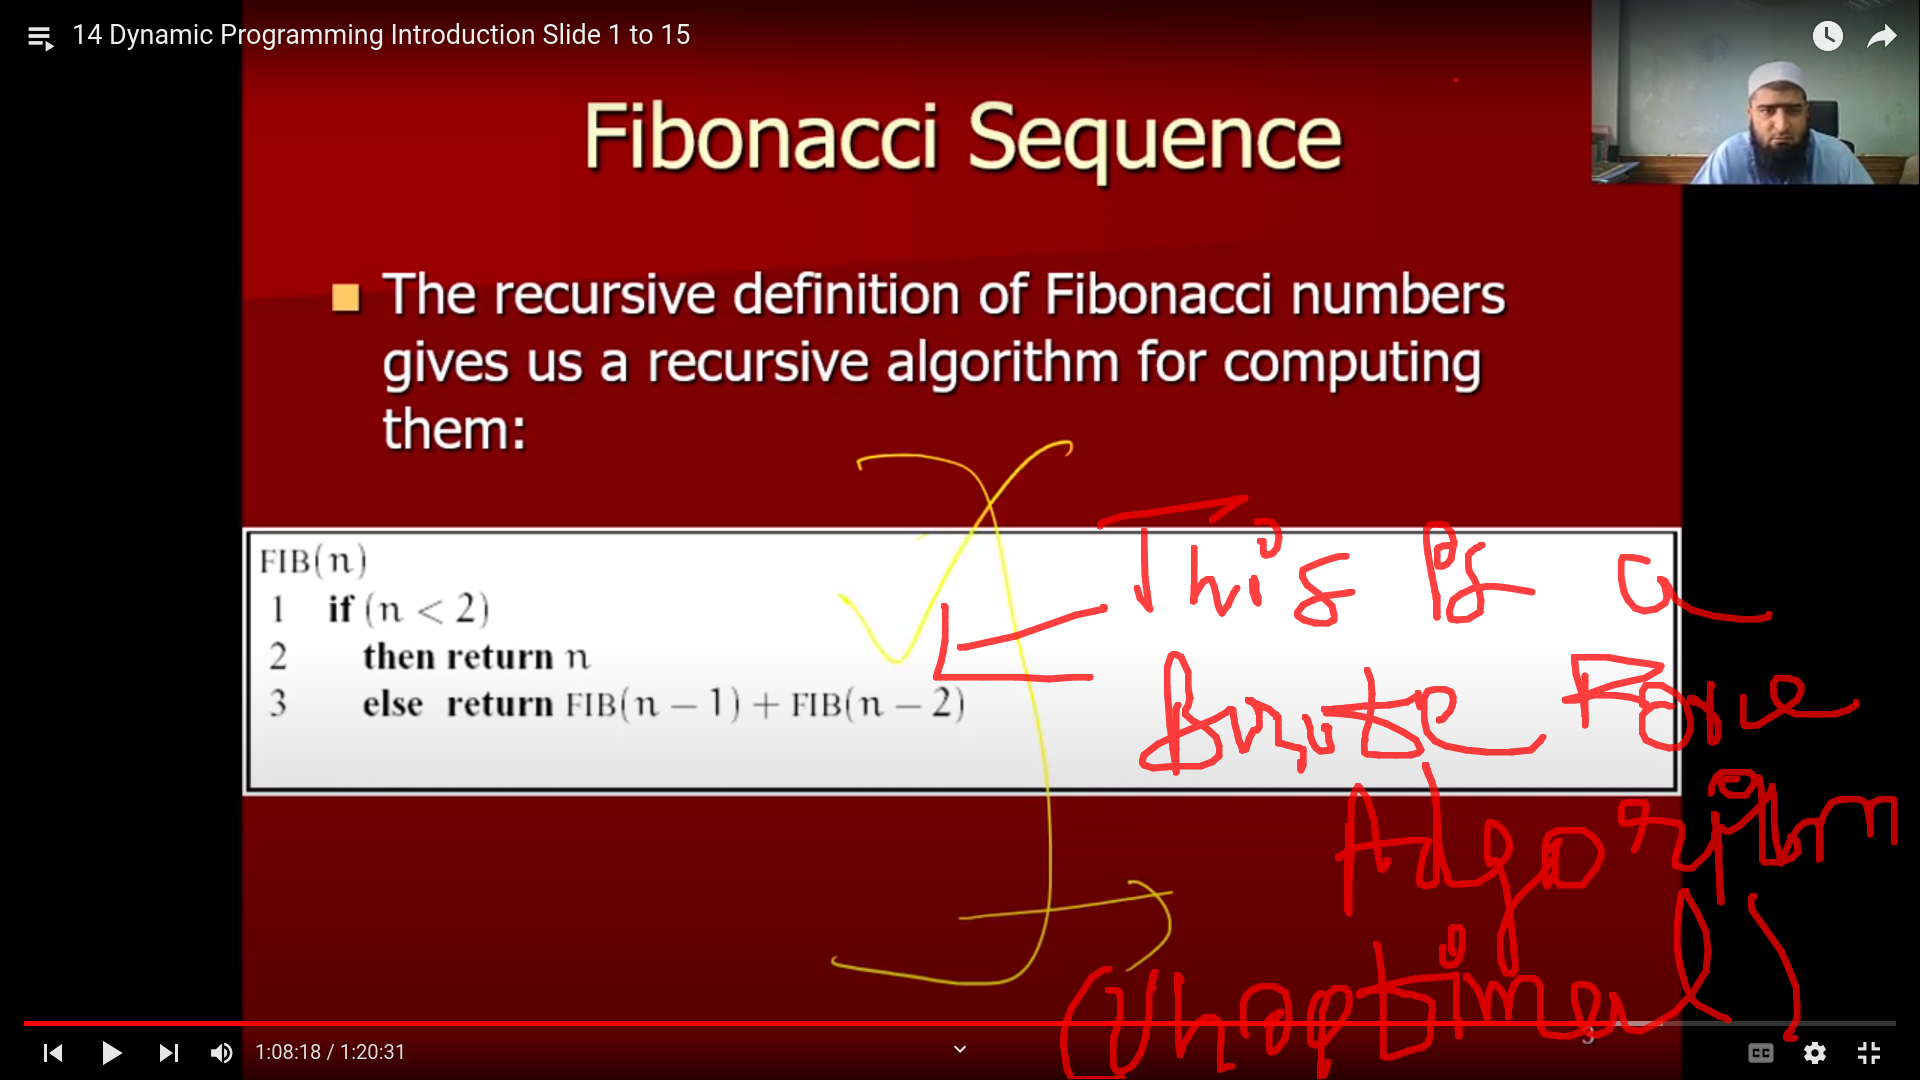 14 Dynamic Programming Introduction Slide 1 to 15
Fibonacci Sequence
The recursive definition of Fibonacci numbers
gives us a recursive algorithm for computing
them:
FIB(n)
1 if (n < 2)
2 then return n
3 else return FIB(n − 1) + FIB(n − 2)
This is a
Brute Force
Algorithm
(Unoptimal)
3
1:08:18 / 1:20:31
CC